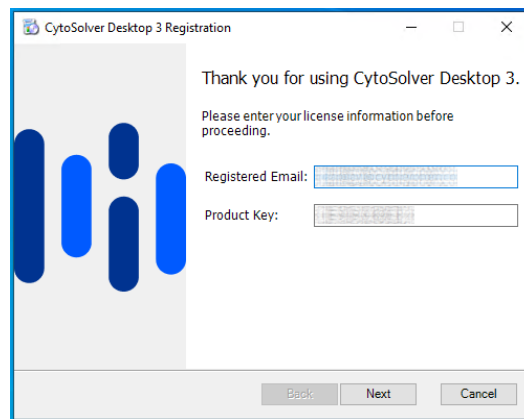 CytoSolver Desktop 3 Registration
Thank you for using CytoSolver Desktop 3.
Please enter your license information before
proceeding.
Registered Email:
Product Key:
Back Next Cancel